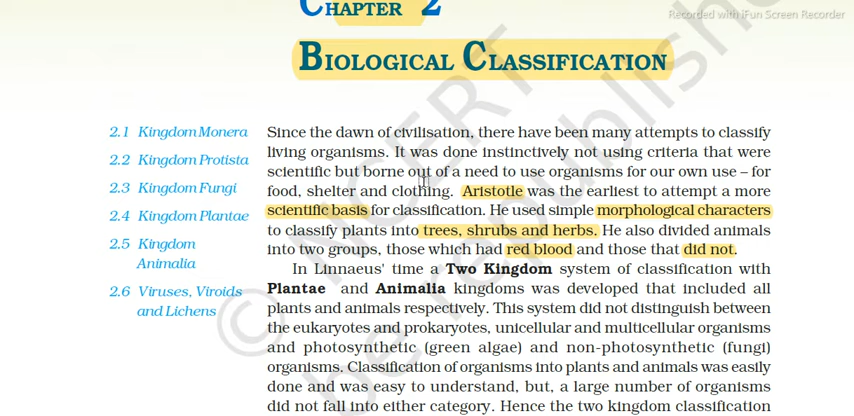 CHAPTER 2
Recorded with iFun Screen Recorder
BIOLOGICAL CLASSIFICATION
2.1 Kingdom Monera
2.2 Kingdom Protista
2.3 Kingdom Fungi
2.4 Kingdom Plantae
2.5 Kingdom
Animalia
2.6 Viruses, Viroids
and Lichens
Since the dawn of civilisation, there have been many attempts to classify
living organisms. It was done instinctively not using criteria that were
scientific but borne out of a need to use organisms for our own use – for
food, shelter and clothing. Aristotle was the earliest to attempt a more
scientific basis for classification. He used simple morphological characters
to classify plants into trees, shrubs and herbs. He also divided animals
into two groups, those which had red blood and those that did not.
In Linnaeus' time a Two Kingdom system of classification with
Plantae and Animalia kingdoms was developed that included all
plants and animals respectively. This system did not distinguish between
the eukaryotes and prokaryotes, unicellular and multicellular organisms
and photosynthetic (green algae) and non-photosynthetic (fungi)
organisms. Classification of organisms into plants and animals was easily
done and was easy to understand, but, a large number of organisms
did not fall into either category. Hence the two kingdom classification
© NCERT
be republished